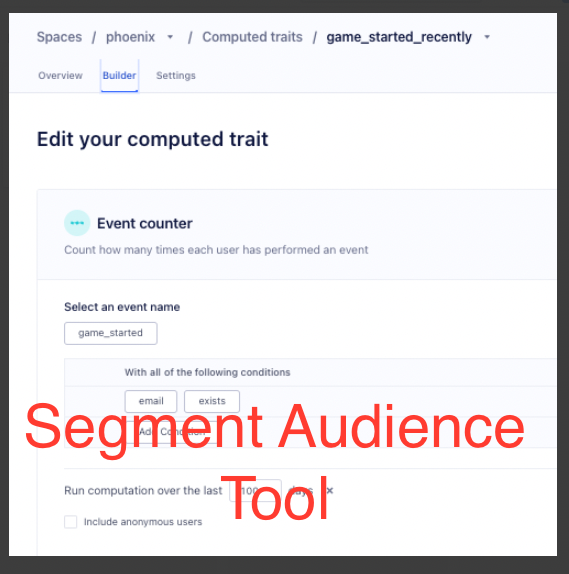 Spaces / phoenix / Computed traits / game_started_recently
Overview Builder Settings
Edit your computed trait
Event counter
Count how many times each user has performed an event
Select an event name
game_started
With all of the following conditions
email exists
Add Condition
Segment Audience
Tool
Run computation over the last 100 days ×
Include anonymous users